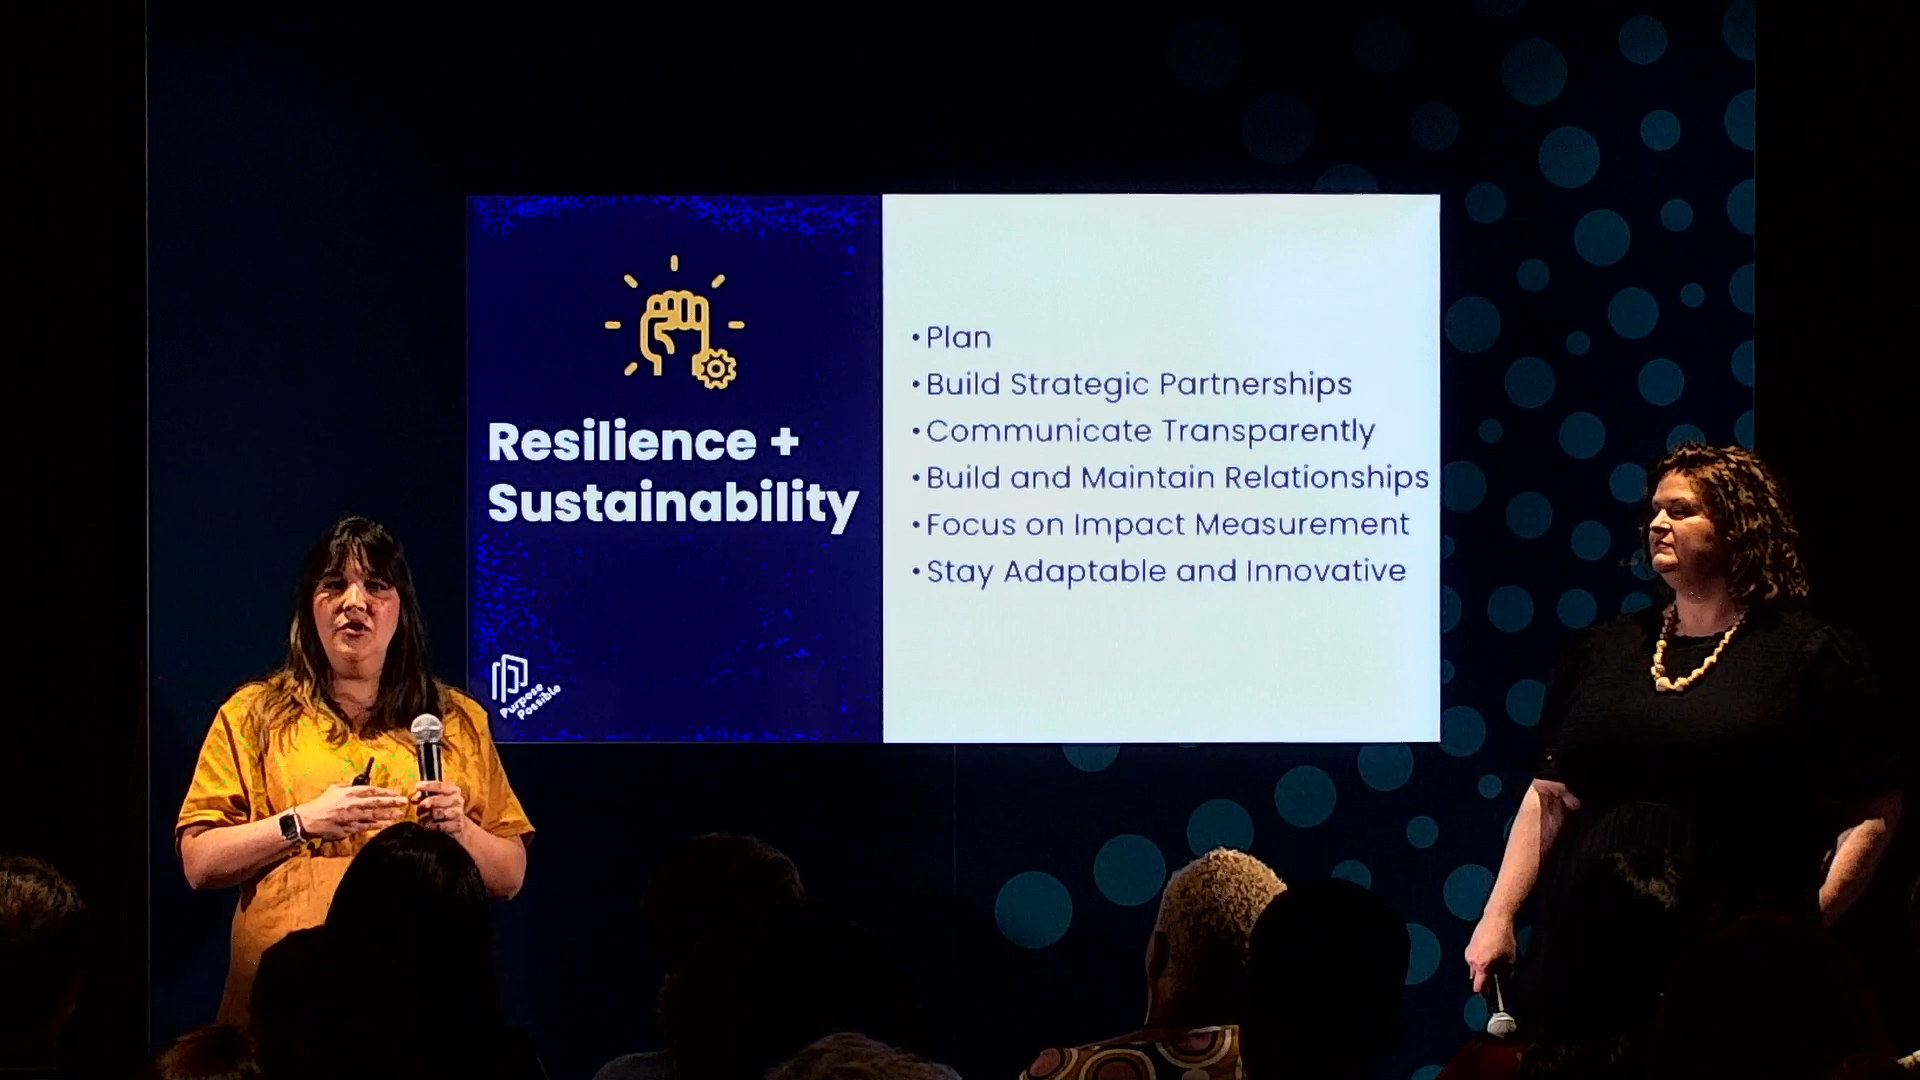 Resilience +
Sustainability
Purpose
Possible
• Plan
• Build Strategic Partnerships
• Communicate Transparently
• Build and Maintain Relationships
• Focus on Impact Measurement
• Stay Adaptable and Innovative